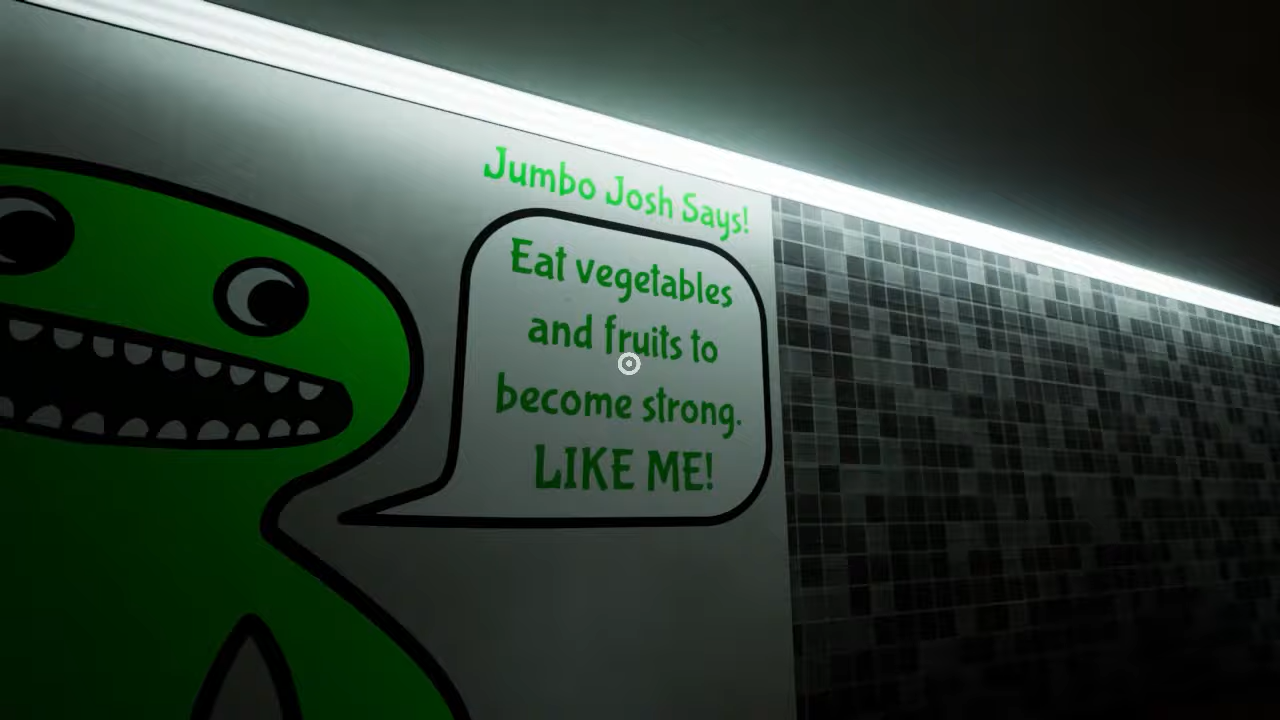 Jumbo Josh Says!
Eat vegetables
and fruits to
become strong.
LIKE ME!